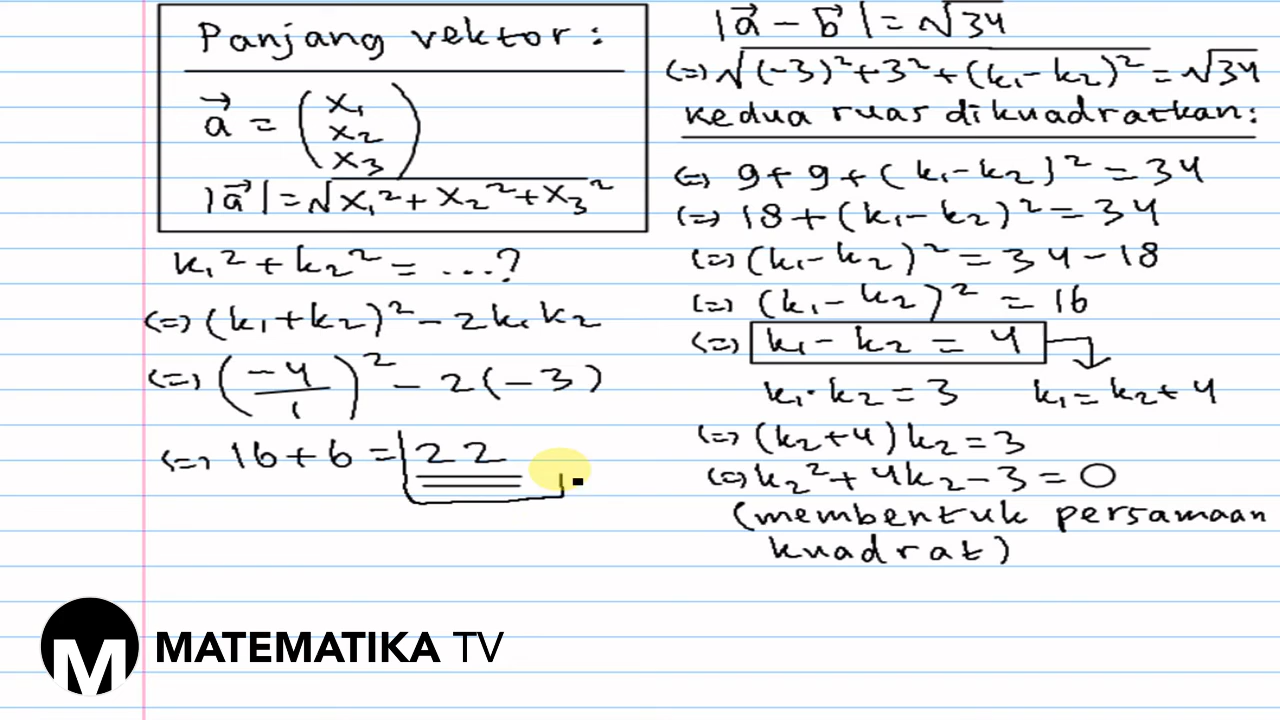 Panjang vektor :
a⃗ = (x₁
x₂
x₃)
|a⃗| = √(x₁² + x₂² + x₃²)
k₁² + k₂² = ....?
⇔ (k₁+k₂)² - 2k₁k₂
⇔ (-4/1)² - 2(-3)
⇔ 16+6 = 22
|a⃗ - b⃗| = √34
⇔ √((-3)² + 3² + (k₁-k₂)²) = √34
kedua ruas dikuadratkan:
⇔ 9 + 9 + (k₁-k₂)² = 34
⇔ 18 + (k₁-k₂)² = 34
⇔ (k₁-k₂)² = 34 - 18
⇔ (k₁-k₂)² = 16
⇔ k₁ - k₂ = 4
k₁·k₂ = 3 k₁ = k₂+4
⇔ (k₂+4)k₂ = 3
⇔ k₂² + 4k₂ - 3 = 0
(membentuk persamaan
kuadrat)
M MATEMATIKA TV